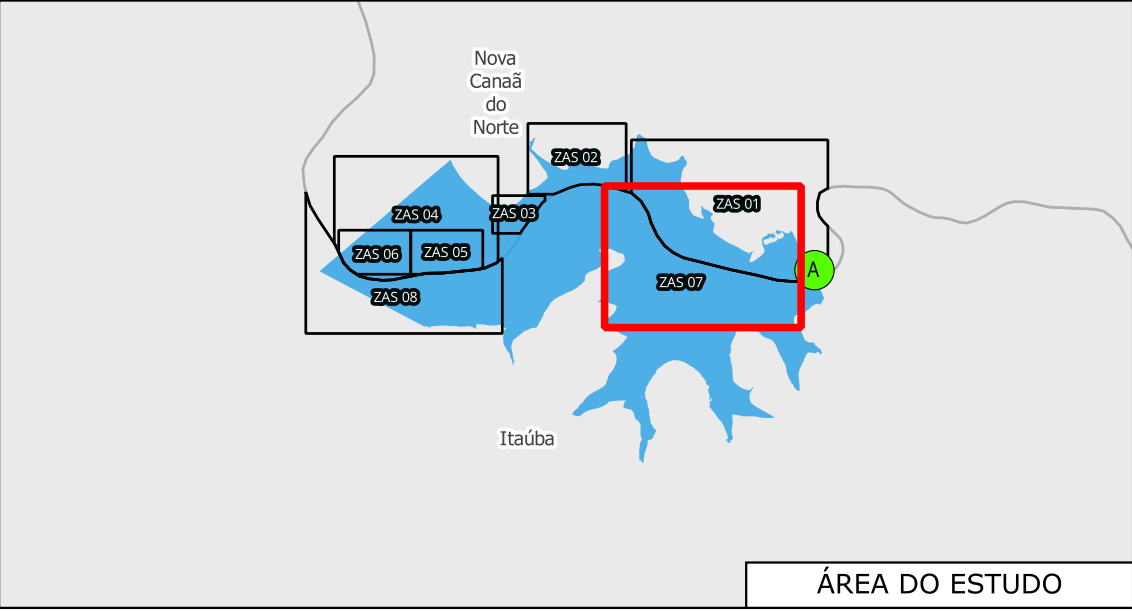 Nova
Canaã
do
Norte
ZAS 02
ZAS 01
ZAS 03
ZAS 04
ZAS 05
ZAS 06
A
ZAS 07
ZAS 08
Itaúba
ÁREA DO ESTUDO